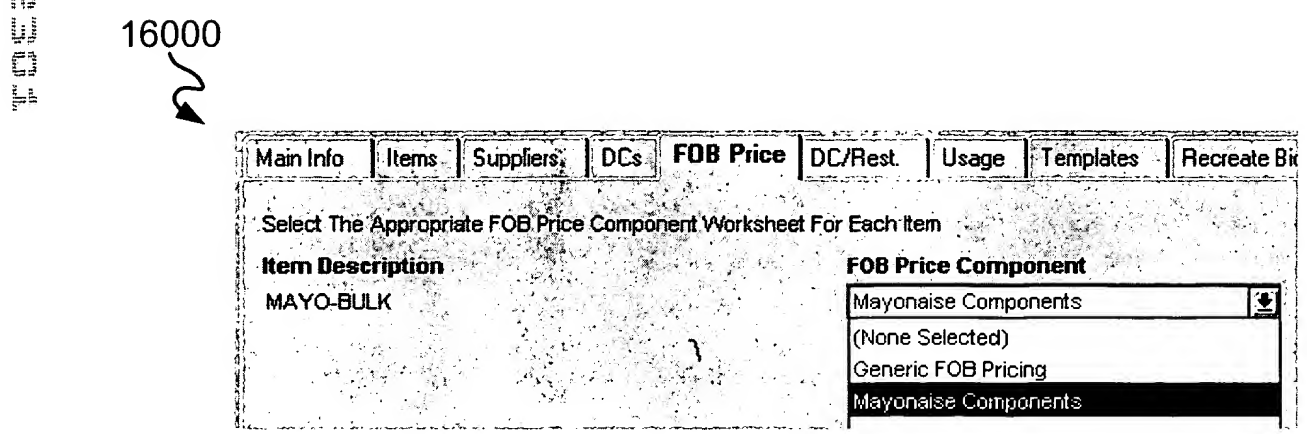 16000
Main Info Items Suppliers DCs FOB Price DC/Rest. Usage Templates Recreate
Select The Appropriate FOB Price Component Worksheet For Each Item
Item Description FOB Price Component
MAYO-BULK Mayonaise Components
(None Selected)
Generic FOB Pricing
Mayonaise Components